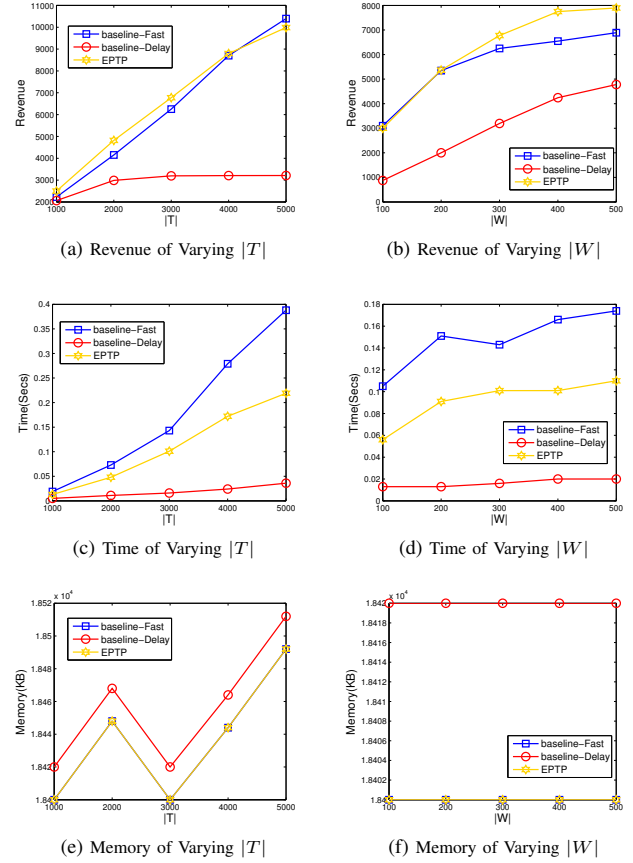 11000
10000
9000
8000
7000
6000
5000
4000
3000
2000
Revenue
baseline-Fast
baseline-Delay
EPTP
1000 2000 3000 4000 5000
|T|
(a) Revenue of Varying |T|
8000
7000
6000
5000
4000
3000
2000
1000
0
Revenue
baseline-Fast
baseline-Delay
EPTP
100 200 300 400 500
|W|
(b) Revenue of Varying |W|
0.4
0.35
0.3
0.25
0.2
0.15
0.1
0.05
0
Time(Secs)
baseline-Fast
baseline-Delay
EPTP
1000 2000 3000 4000 5000
|T|
(c) Time of Varying |T|
0.18
0.16
0.14
0.12
0.1
0.08
0.06
0.04
0.02
0
Time(Secs)
baseline-Fast
baseline-Delay
EPTP
100 200 300 400 500
|W|
(d) Time of Varying |W|
x 10⁴
1.852
1.85
1.848
1.846
1.844
1.842
1.84
Memory(KB)
baseline-Fast
baseline-Delay
EPTP
1000 2000 3000 4000 5000
|T|
(e) Memory of Varying |T|
x 10⁴
1.842
1.8418
1.8416
1.8414
1.8412
1.841
1.8408
1.8406
1.8404
1.8402
1.84
Memory(KB)
baseline-Fast
baseline-Delay
EPTP
100 200 300 400 500
|W|
(f) Memory of Varying |W|